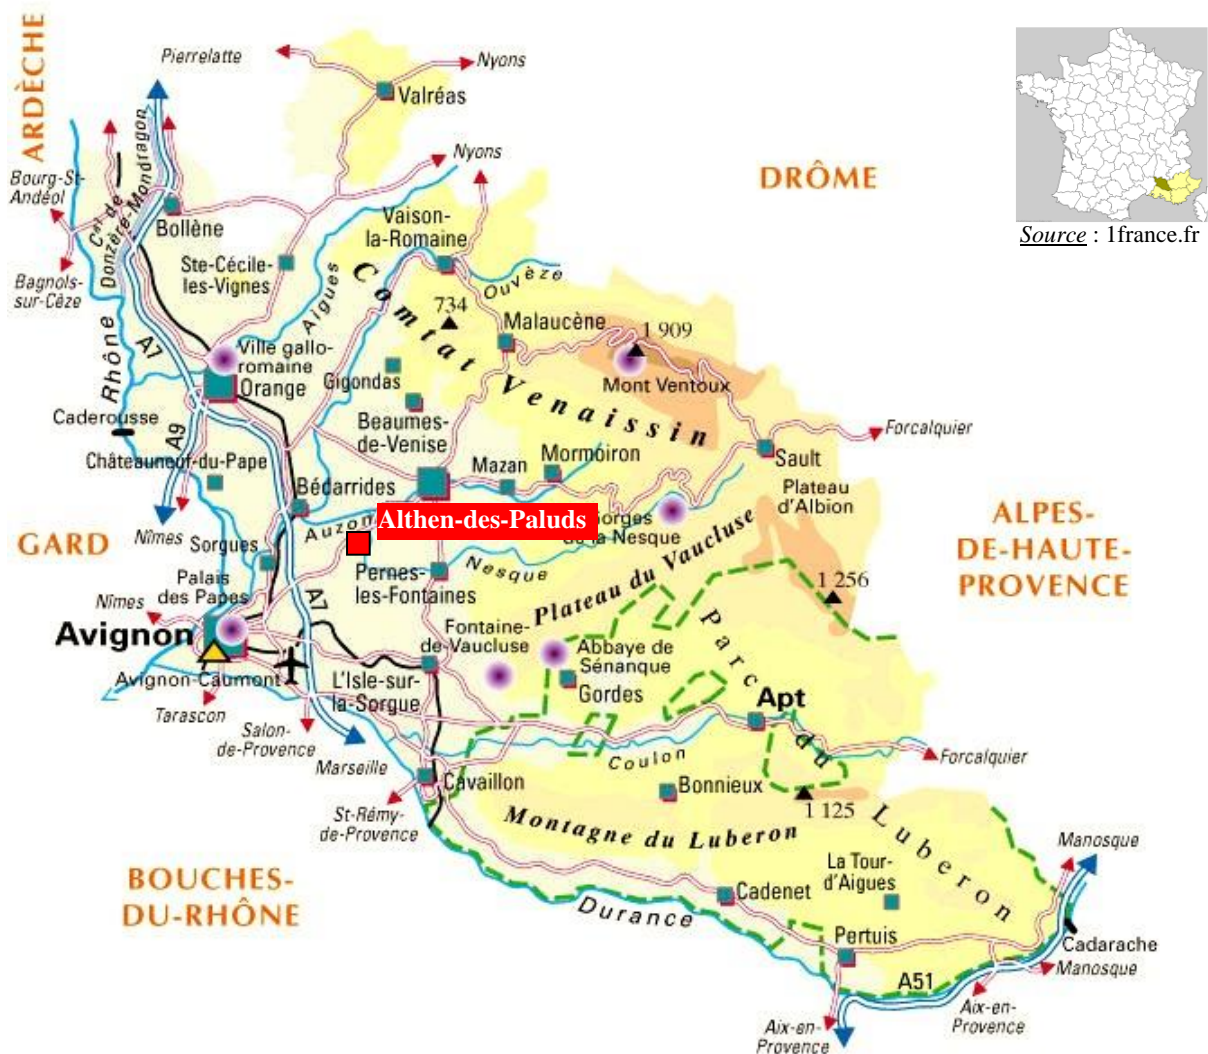 ARDÈCHE
Pierrelatte
Nyons
Valréas
Nyons
DRÔME
Source : 1france.fr
Bourg-St-
Andéol
Cal de
Donzère-Mondragon
Bollène
Vaison-
la-Romaine
Ste-Cécile-
les-Vignes
Bagnols-
sur-Cèze
Aigues
Ouvèze
Comtat Venaissin
734
Malaucène
1 909
Mont Ventoux
Rhône
A7
Ville gallo-
romaine
Orange
Gigondas
Caderousse
A9
Beaumes-
de-Venise
Forcalquier
Châteauneuf-du-Pape
Mazan
Mormoiron
Sault
Bédarrides
Plateau
d'Albion
Auzon
Althen-des-Paluds
Gorges
de la Nesque
ALPES-
DE-HAUTE-
PROVENCE
GARD
Nîmes
Sorgues
Nesque
Plateau du Vaucluse
Palais
des Papes
Pernes-
les-Fontaines
1 256
Nîmes
A7
Avignon
Fontaine-
de-Vaucluse
Abbaye de
Sénanque
Parc du
Luberon
Avignon-Caumont
L'Isle-sur-
la-Sorgue
Gordes
Apt
Tarascon
Salon-
de-Provence
Marseille
Coulon
Forcalquier
Cavaillon
Bonnieux
1 125
St-Rémy-
de-Provence
Montagne du Luberon
Manosque
La Tour-
d'Aigues
BOUCHES-
DU-RHÔNE
Cadenet
Durance
Pertuis
Cadarache
Manosque
A51
Aix-en-
Provence
Aix-en-
Provence